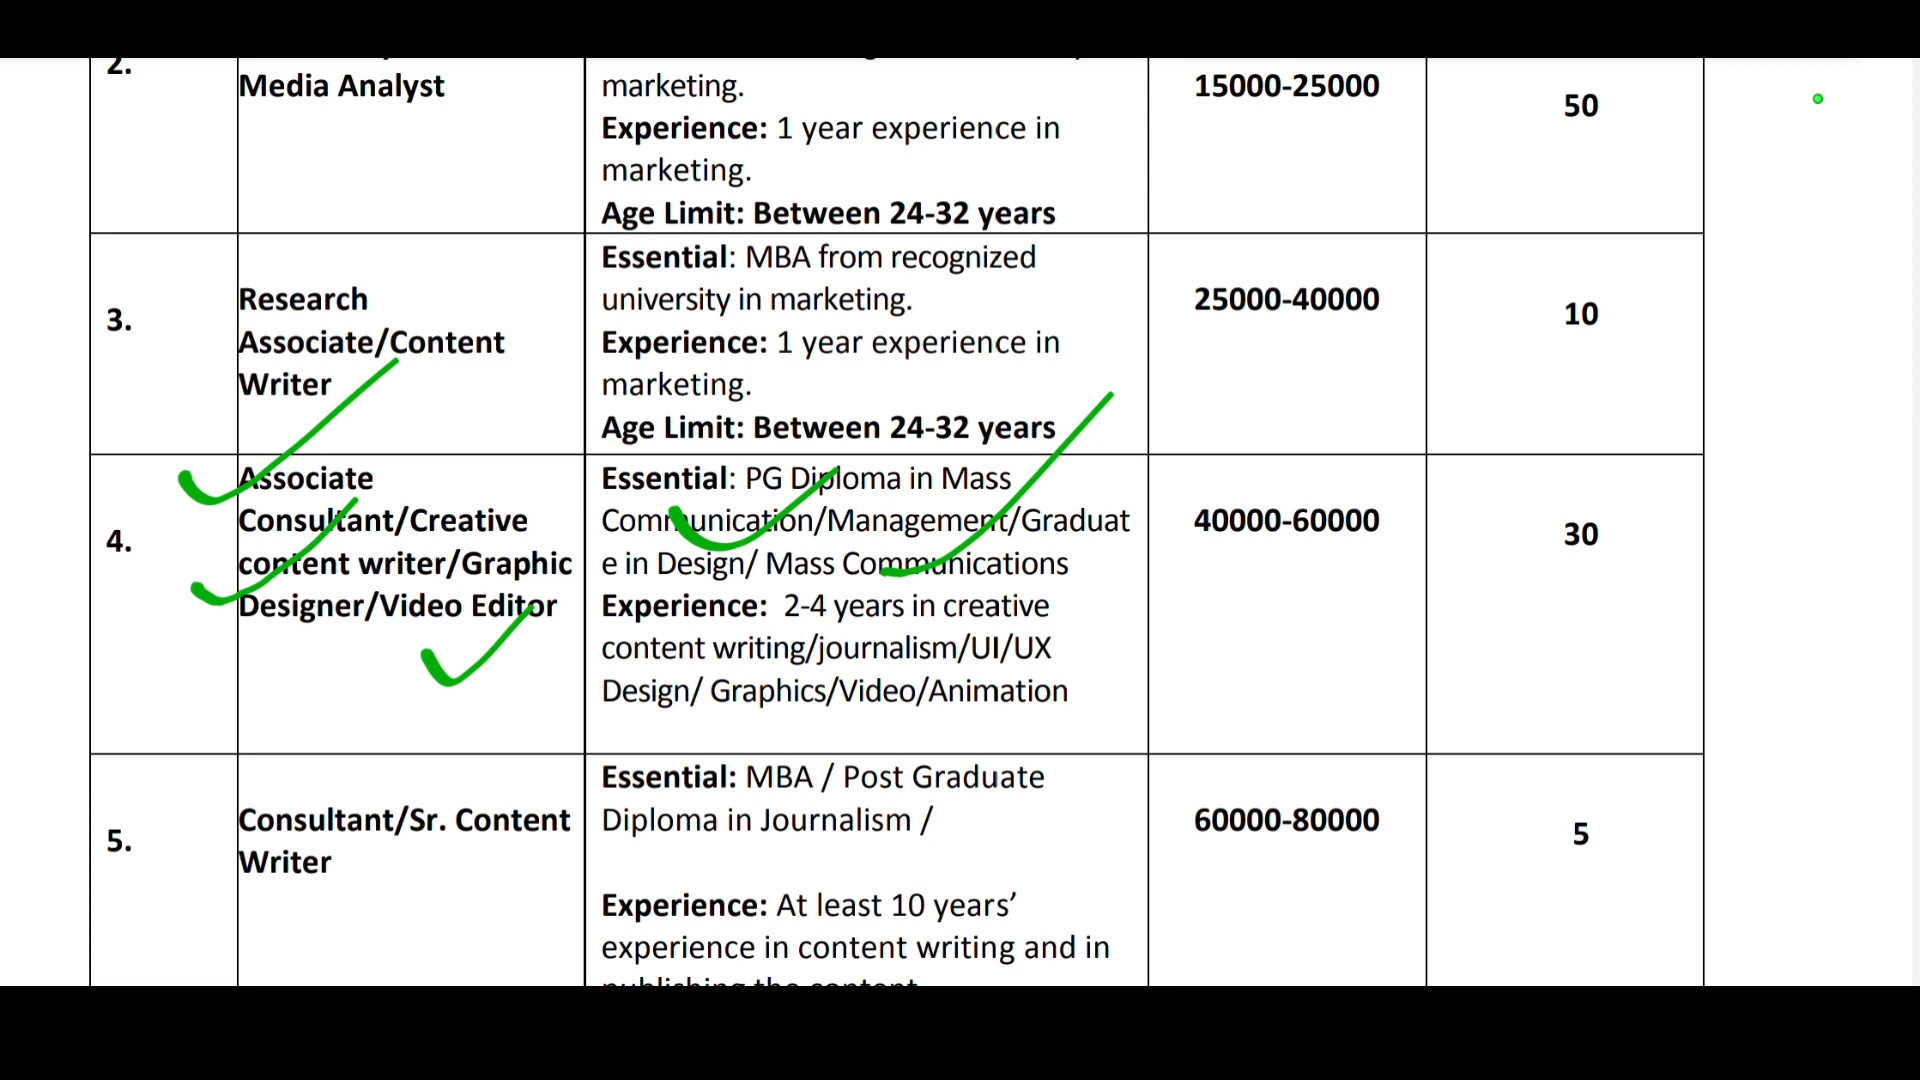 2.
Media Analyst
marketing.
Experience: 1 year experience in
marketing.
Age Limit: Between 24-32 years
15000-25000
50
3.
Research
Associate/Content
Writer
Essential: MBA from recognized
university in marketing.
Experience: 1 year experience in
marketing.
Age Limit: Between 24-32 years
25000-40000
10
4.
Associate
Consultant/Creative
content writer/Graphic
Designer/Video Editor
Essential: PG Diploma in Mass
Communication/Management/Graduat
e in Design/ Mass Communications
Experience:  2-4 years in creative
content writing/journalism/UI/UX
Design/ Graphics/Video/Animation
40000-60000
30
5.
Consultant/Sr. Content
Writer
Essential: MBA / Post Graduate
Diploma in Journalism /
Experience: At least 10 years’
experience in content writing and in
publishing the content
60000-80000
5